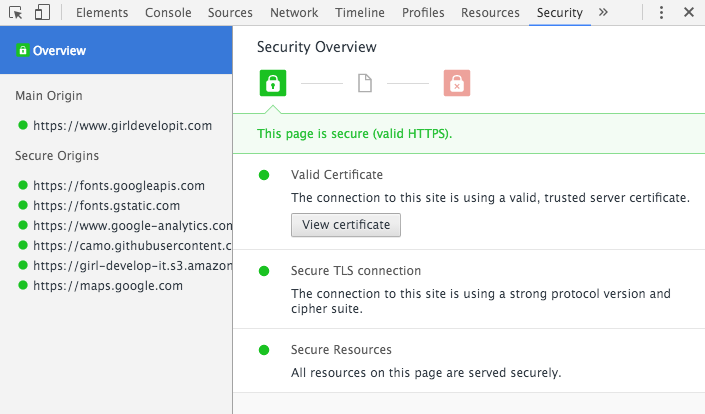 Elements Console Sources Network Timeline Profiles Resources Security »
Overview
Main Origin
https://www.girldevelopit.com
Secure Origins
https://fonts.googleapis.com
https://fonts.gstatic.com
https://www.google-analytics.com
https://camo.githubusercontent.c
https://girl-develop-it.s3.amazon
https://maps.google.com
Security Overview
This page is secure (valid HTTPS).
Valid Certificate
The connection to this site is using a valid, trusted server certificate.
View certificate
Secure TLS connection
The connection to this site is using a strong protocol version and
cipher suite.
Secure Resources
All resources on this page are served securely.